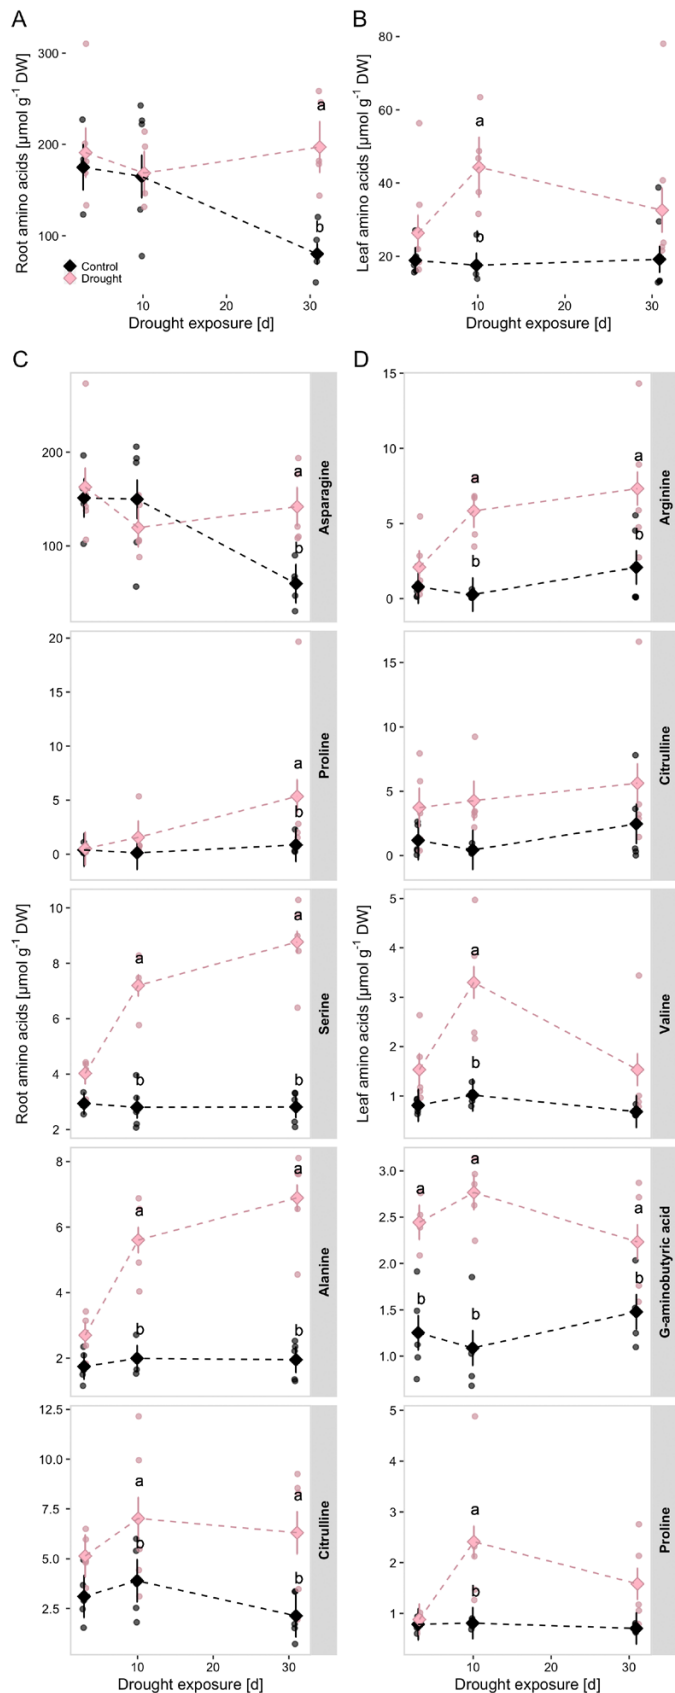 A
B
Root amino acids [µmol g⁻¹ DW]
300
200
100
a
b
Control
Drought
10
20
30
Drought exposure [d]
Leaf amino acids [µmol g⁻¹ DW]
80
60
40
20
a
b
10
20
30
Drought exposure [d]
C
D
Root amino acids [µmol g⁻¹ DW]
Leaf amino acids [µmol g⁻¹ DW]
200
100
a
b
Asparagine
15
10
5
0
a
b
a
b
Arginine
20
15
10
5
0
a
b
Proline
15
10
5
0
Citrulline
10
8
6
4
2
a
b
a
b
Serine
5
4
3
2
1
a
b
Valine
8
6
4
2
a
b
a
b
Alanine
3.0
2.5
2.0
1.5
1.0
a
b
a
b
a
b
G-aminobutyric acid
12.5
10.0
7.5
5.0
2.5
a
b
a
b
Citrulline
10
20
30
Drought exposure [d]
5
4
3
2
1
a
b
Proline
10
20
30
Drought exposure [d]